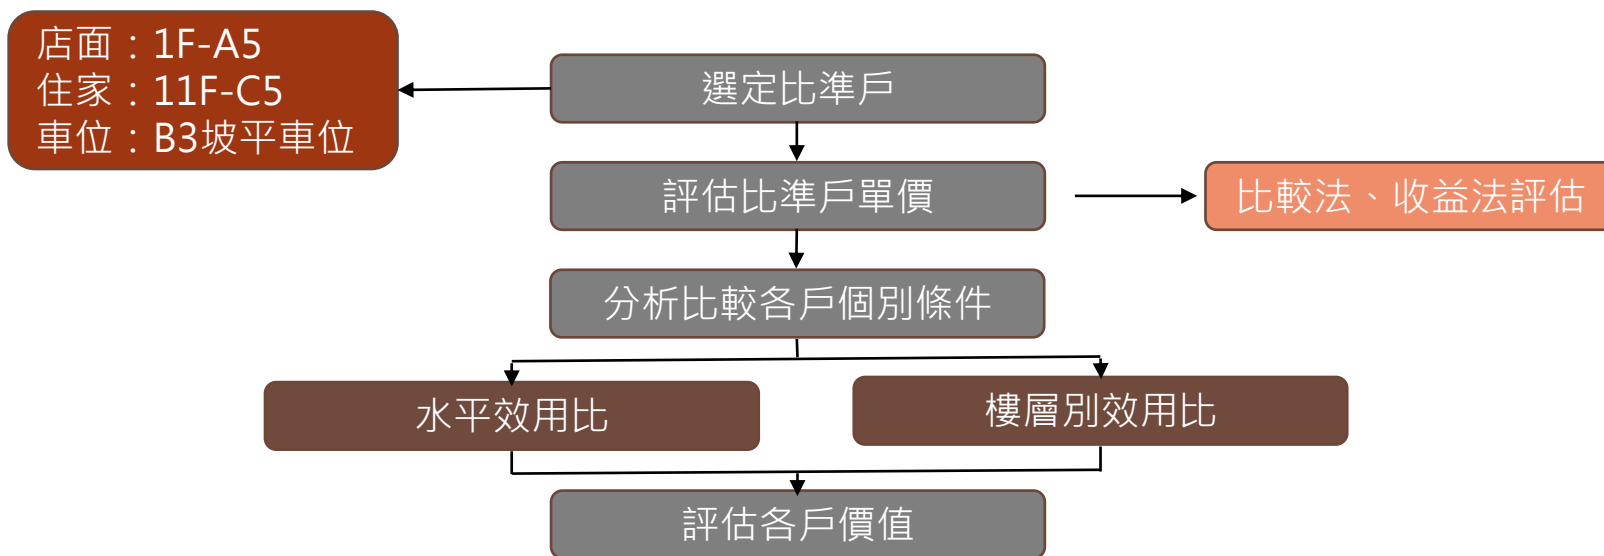 店面：1F-A5
住家：11F-C5
車位：B3坡平車位
選定比準戶
評估比準戶單價
比較法、收益法評估
分析比較各戶個別條件
水平效用比
樓層別效用比
評估各戶價值